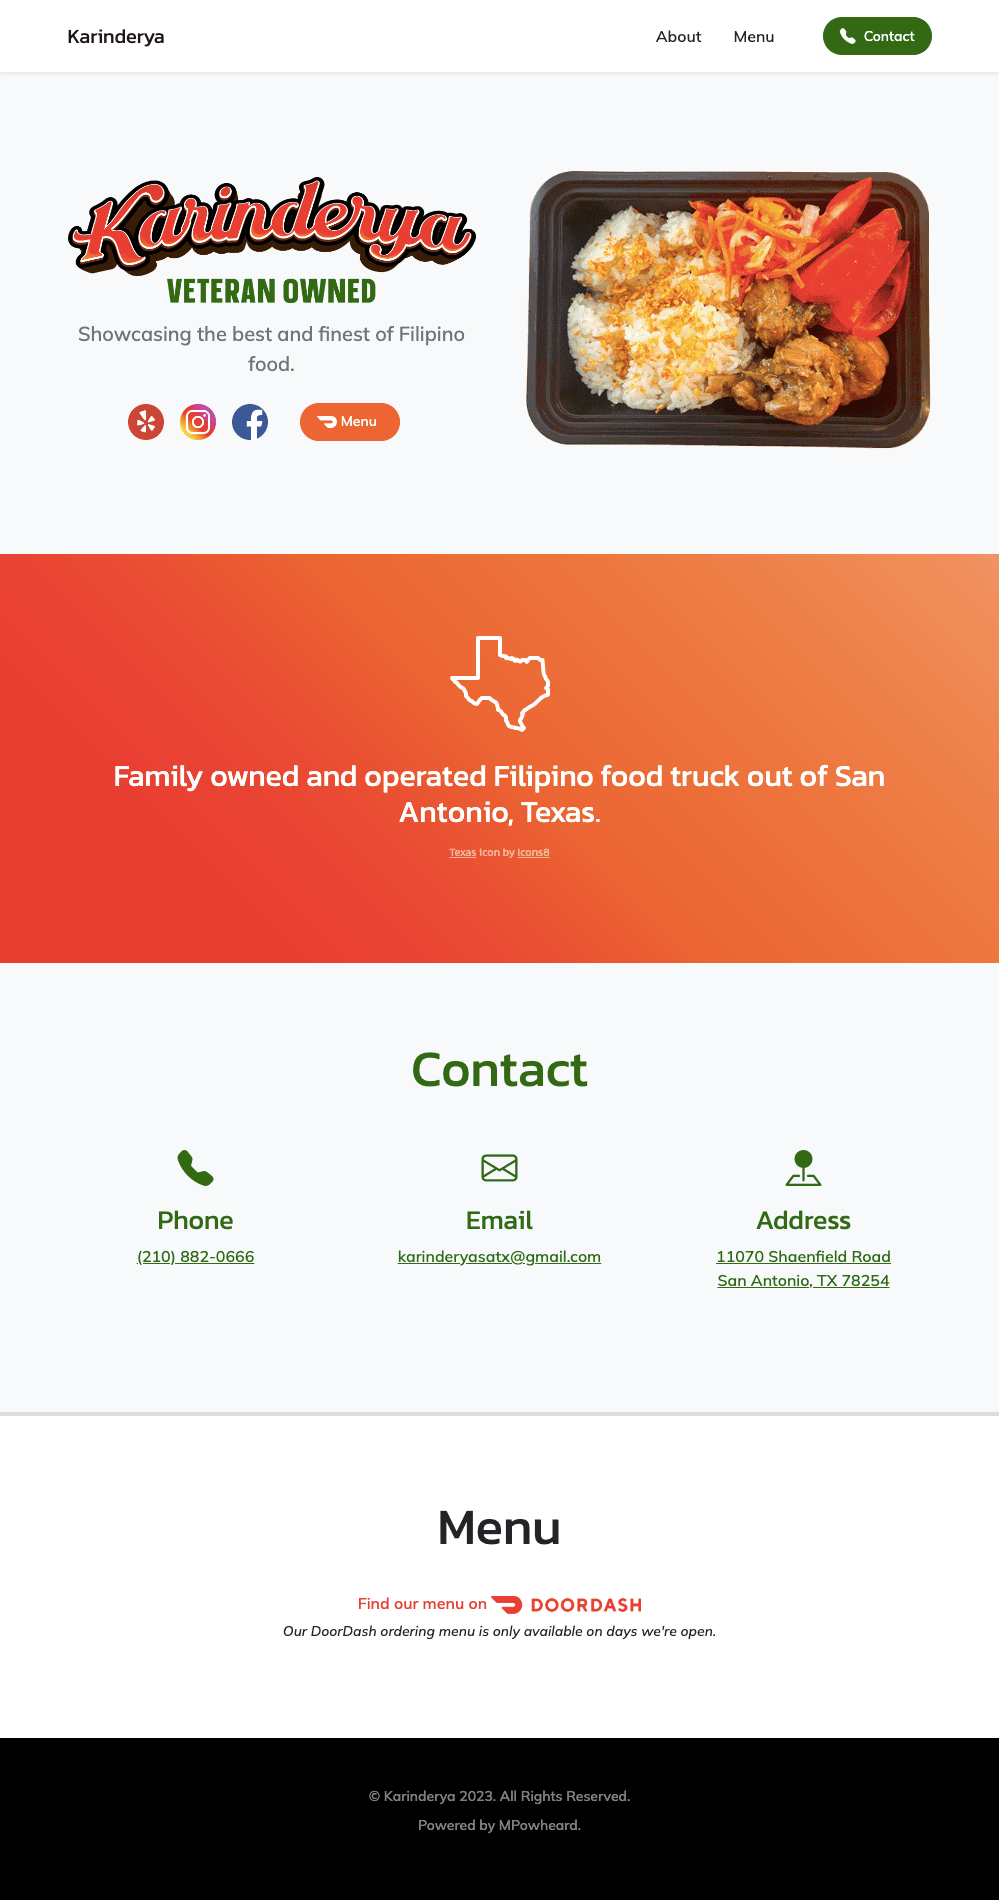 Karinderya
About
Menu
Contact
Karinderya
VETERAN OWNED
Showcasing the best and finest of Filipino
food.
Menu
Family owned and operated Filipino food truck out of San
Antonio, Texas.
Texas icon by Icons8
Contact
Phone
Email
Address
(210) 882-0666
karinderyasatx@gmail.com
11070 Shaenfield Road
San Antonio, TX 78254
Menu
Find our menu on DOORDASH
Our DoorDash ordering menu is only available on days we're open.
© Karinderya 2023. All Rights Reserved.
Powered by MPowheard.